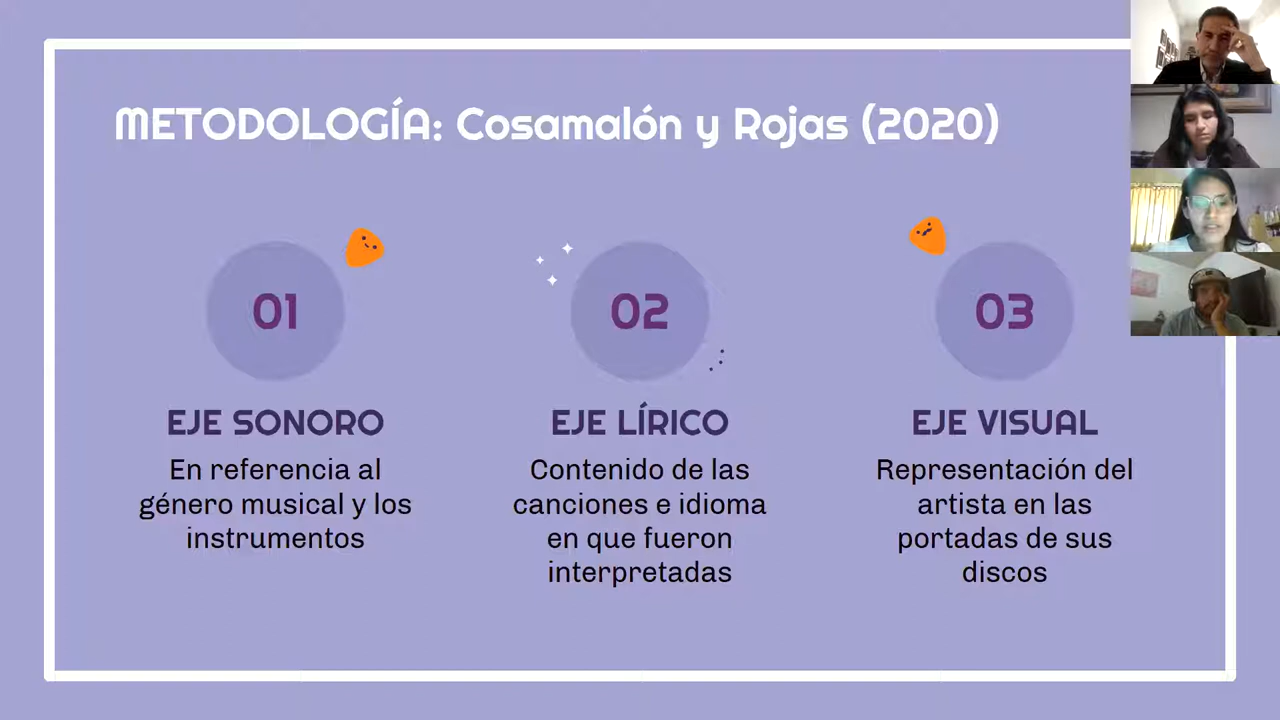 METODOLOGÍA: Cosamalón y Rojas (2020)
01
EJE SONORO
En referencia al
género musical y los
instrumentos
02
EJE LÍRICO
Contenido de las
canciones e idioma
en que fueron
interpretadas
03
EJE VISUAL
Representación del
artista en las
portadas de sus
discos